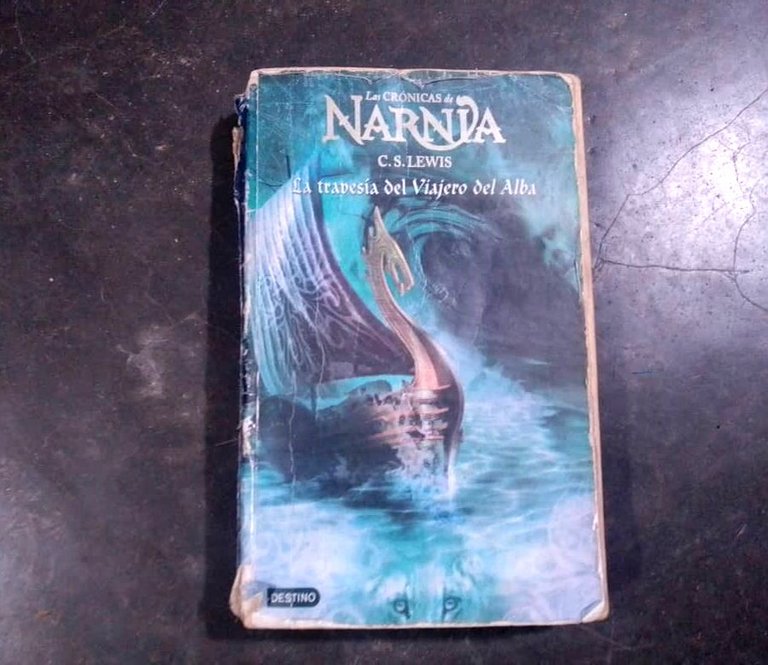 Las CRÓNICAS de
NARNIA
C. S. LEWIS
La travesía del Viajero del Alba
DESTINO